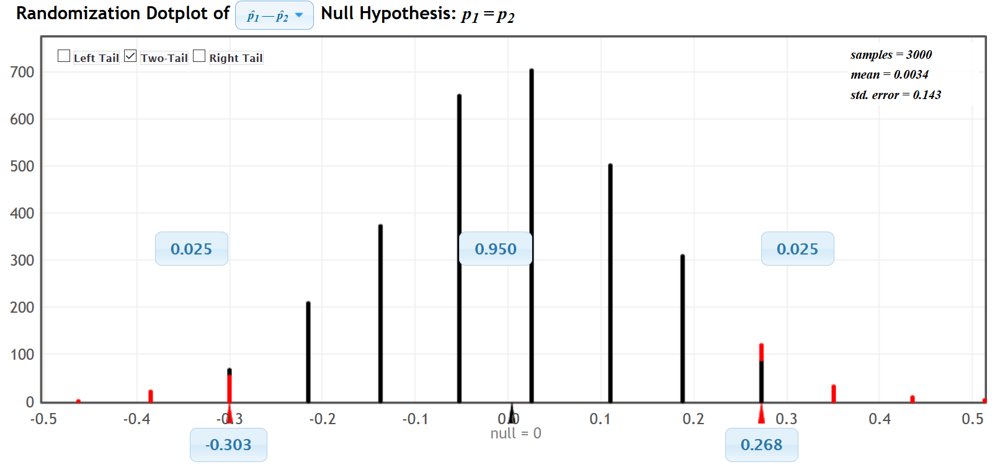 Randomization Dotplot of p̂1 — p̂2 Null Hypothesis: p1 = p2
Left Tail Two-Tail Right Tail
samples = 3000
mean = 0.0034
std. error = 0.143
700
600
500
400
300
200
100
0
0.025 0.950 0.025
-0.5 -0.4 -0.3 -0.2 -0.1 0.0 0.1 0.2 0.3 0.4 0.5
null = 0
-0.303 0.268